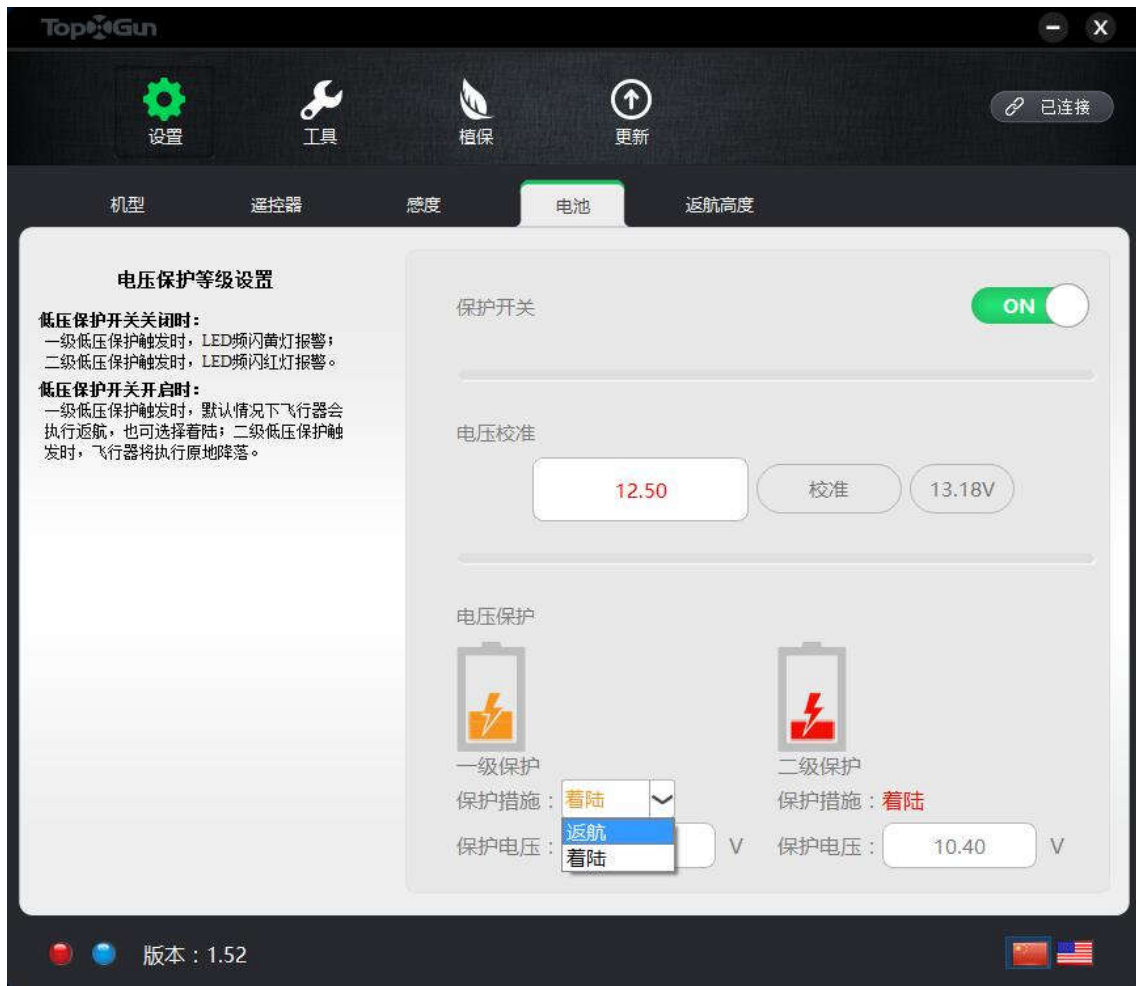 TopXGun
- X
设置
工具
植保
更新
已连接
机型
遥控器
感度
电池
返航高度
电压保护等级设置
低压保护开关关闭时:
一级低压保护触发时,LED频闪黄灯报警;
二级低压保护触发时,LED频闪红灯报警。
低压保护开关开启时:
一级低压保护触发时,默认情况下飞行器会
执行返航,也可选择着陆;二级低压保护触
发时,飞行器将执行原地降落。
保护开关
ON
电压校准
12.50
校准
13.18V
电压保护
一级保护
保护措施:着陆
返航
着陆
保护电压:
V
二级保护
保护措施:着陆
保护电压:
10.40
V
版本:1.52